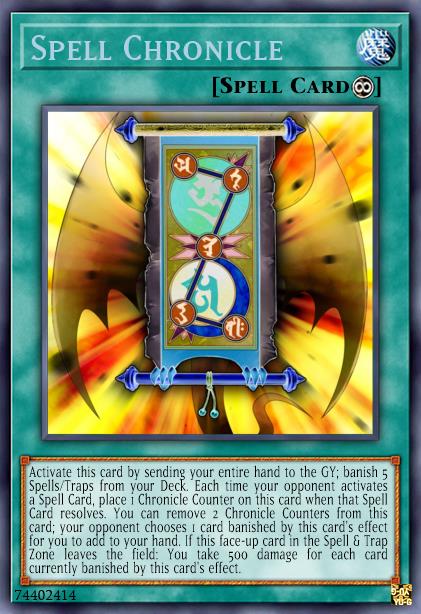 Spell Chronicle
魔
[Spell Card♾]
Activate this card by sending your entire hand to the GY; banish 5
Spells/Traps from your Deck. Each time your opponent activates
a Spell Card, place 1 Chronicle Counter on this card when that Spell
Card resolves. You can remove 2 Chronicle Counters from this
card; your opponent chooses 1 card banished by this card's effect
for you to add to your hand. If this face-up card in the Spell & Trap
Zone leaves the field: You take 500 damage for each card
currently banished by this card's effect.
74402414